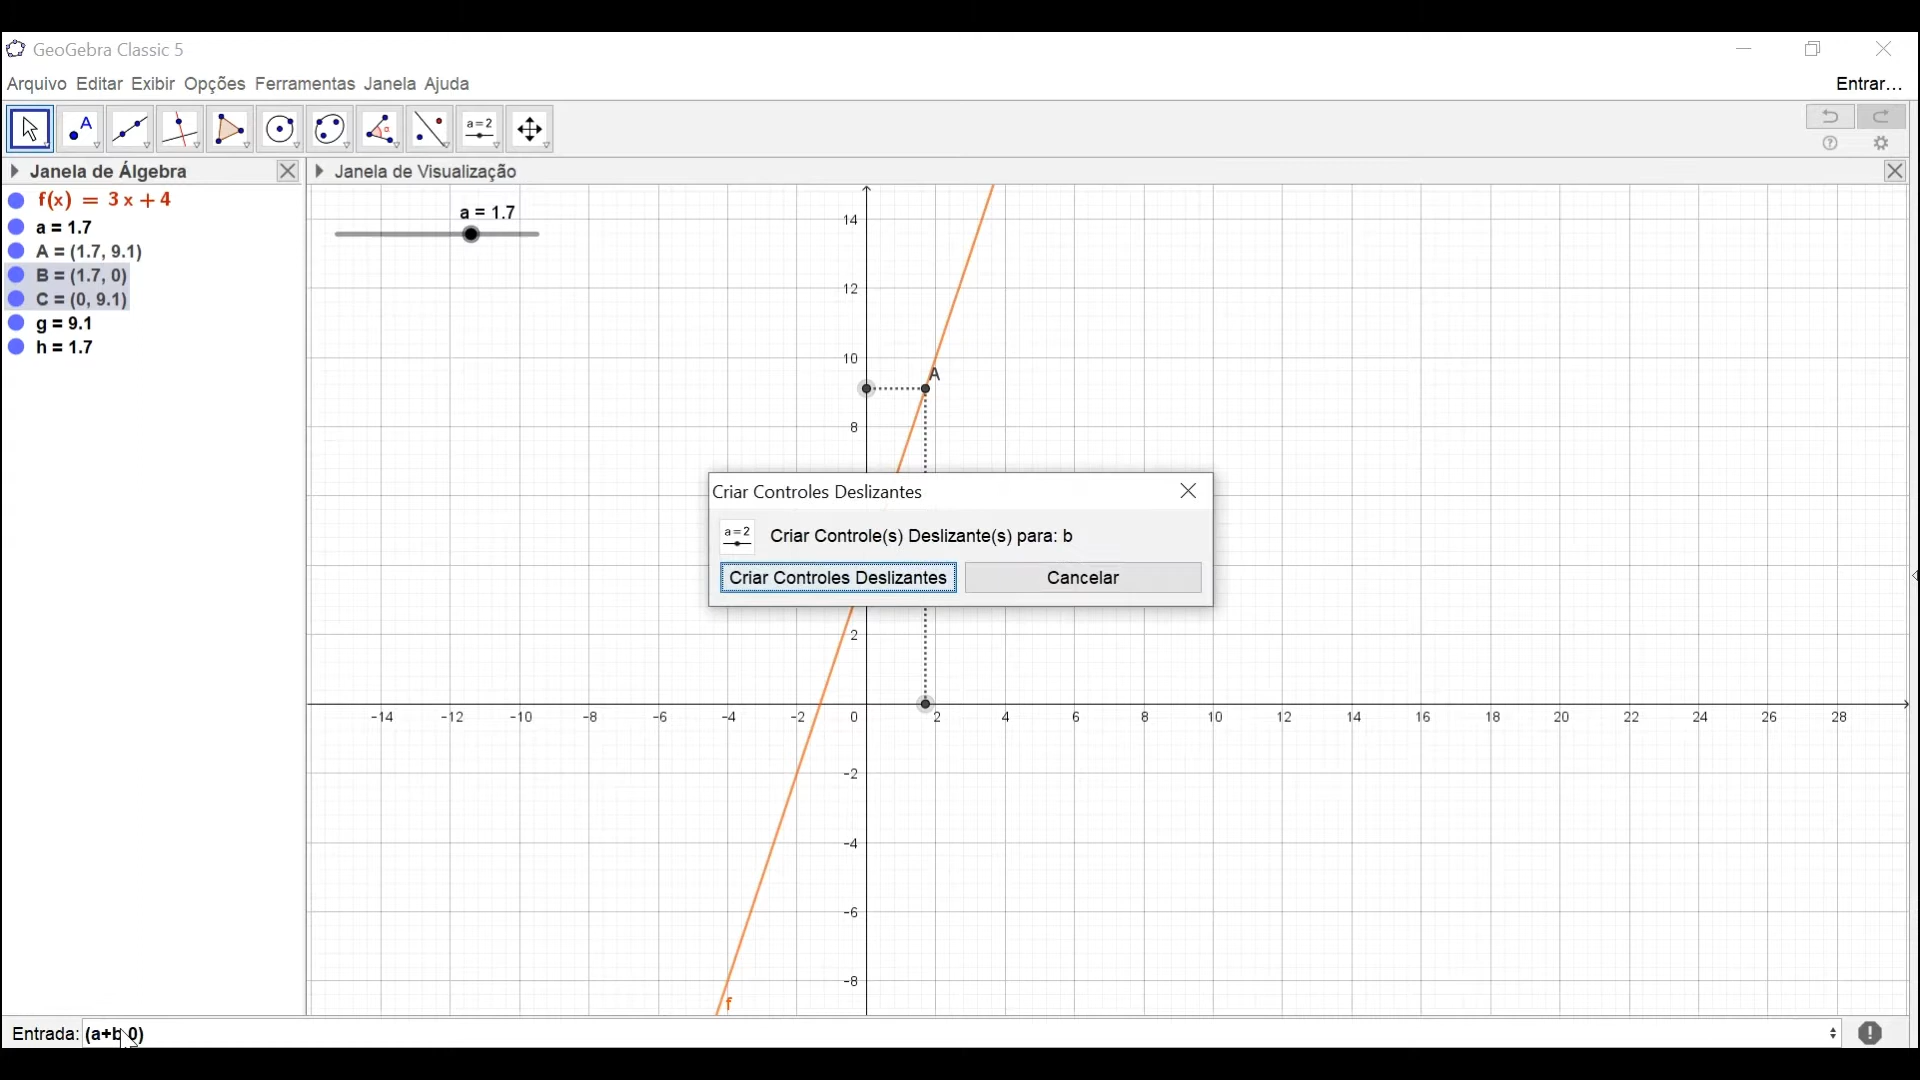 GeoGebra Classic 5
Arquivo Editar Exibir Opções Ferramentas Janela Ajuda
Entrar...
A
α
a=2
Janela de Álgebra
Janela de Visualização
f(x) = 3 x + 4
a = 1.7
A = (1.7, 9.1)
B = (1.7, 0)
C = (0, 9.1)
g = 9.1
h = 1.7
a = 1.7
14
12
10
A
8
Criar Controles Deslizantes
a=2
Criar Controle(s) Deslizante(s) para: b
Criar Controles Deslizantes
Cancelar
2
-14 -12 -10 -8 -6 -4 -2 0 2 4 6 8 10 12 14 16 18 20 22 24 26 28
-2
-4
-6
-8
f
Entrada: (a+b,0)